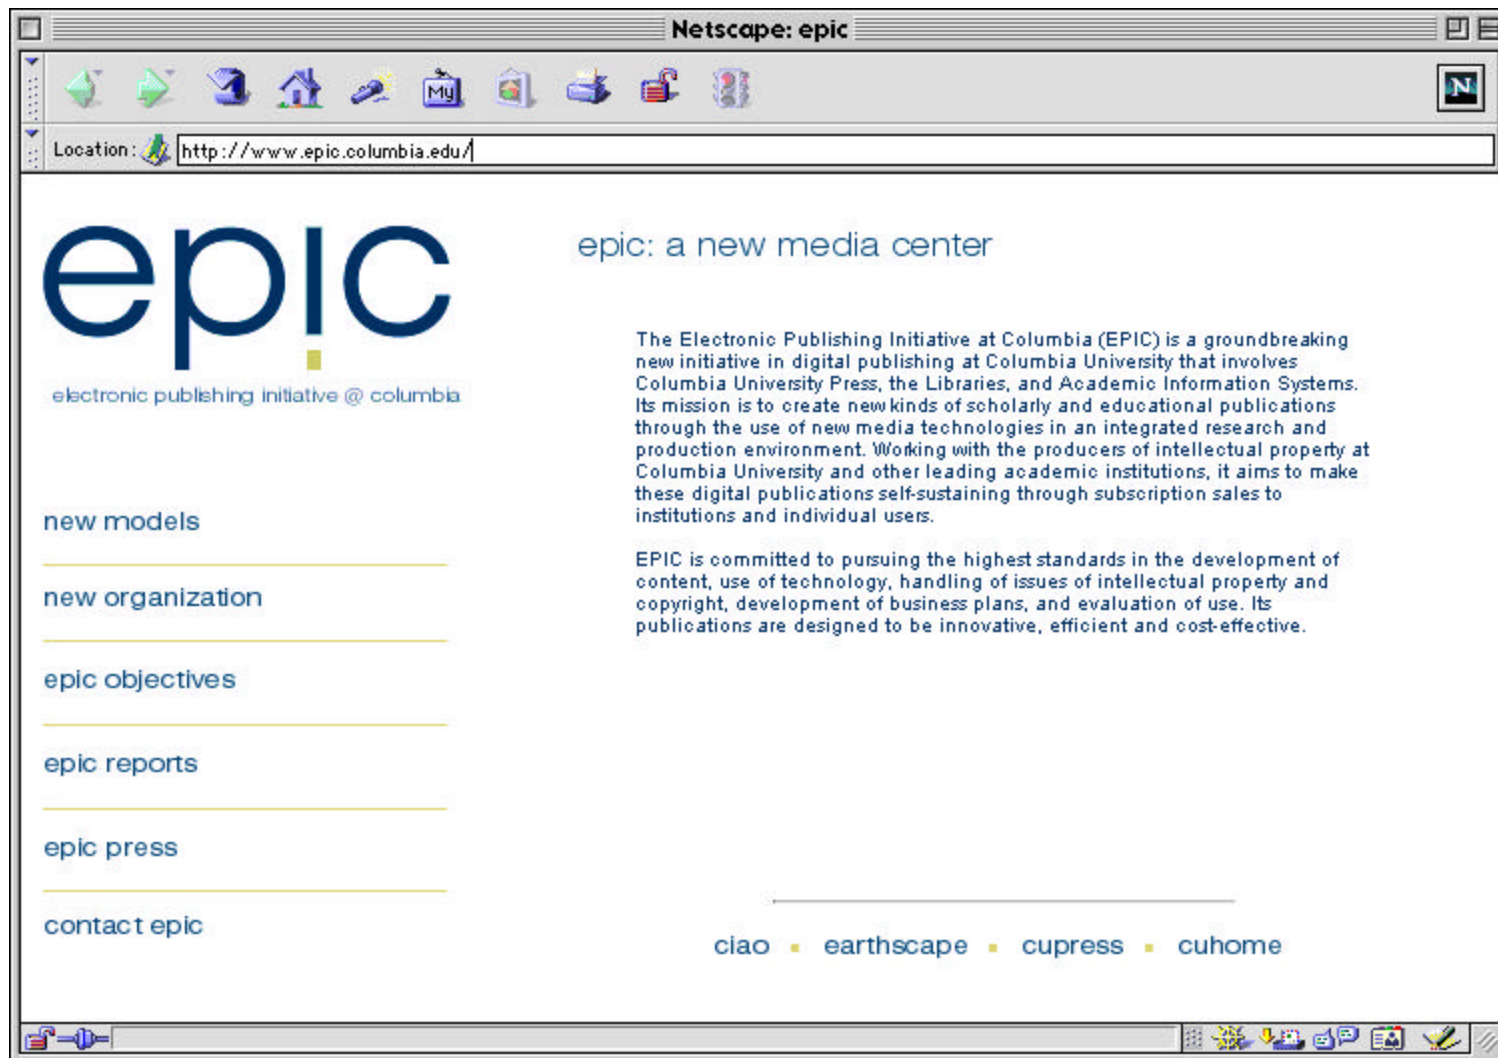 Netscape: epic
My
N
Location: http://www.epic.columbia.edu/
epic
electronic publishing initiative @ columbia
new models
new organization
epic objectives
epic reports
epic press
contact epic
epic: a new media center
The Electronic Publishing Initiative at Columbia (EPIC) is a groundbreaking
new initiative in digital publishing at Columbia University that involves
Columbia University Press, the Libraries, and Academic Information Systems.
Its mission is to create new kinds of scholarly and educational publications
through the use of new media technologies in an integrated research and
production environment. Working with the producers of intellectual property at
Columbia University and other leading academic institutions, it aims to make
these digital publications self-sustaining through subscription sales to
institutions and individual users.
EPIC is committed to pursuing the highest standards in the development of
content, use of technology, handling of issues of intellectual property and
copyright, development of business plans, and evaluation of use. Its
publications are designed to be innovative, efficient and cost-effective.
ciao ▪ earthscape ▪ cupress ▪ cuhome